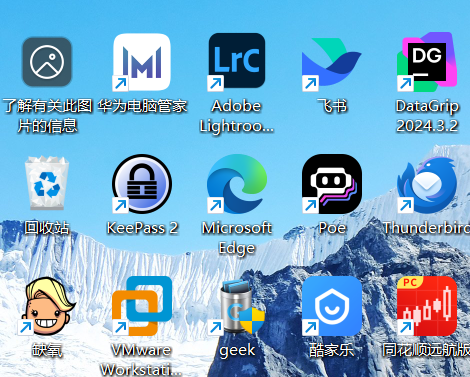 LrC
DG
了解有关此图
片的信息
华为电脑管家
Adobe
Lightroo...
飞书
DataGrip
2024.3.2
回收站
KeePass 2
Microsoft
Edge
Poe
Thunderbird
PC
缺氧
VMware
Workstati...
geek
酷家乐
同花顺远航版